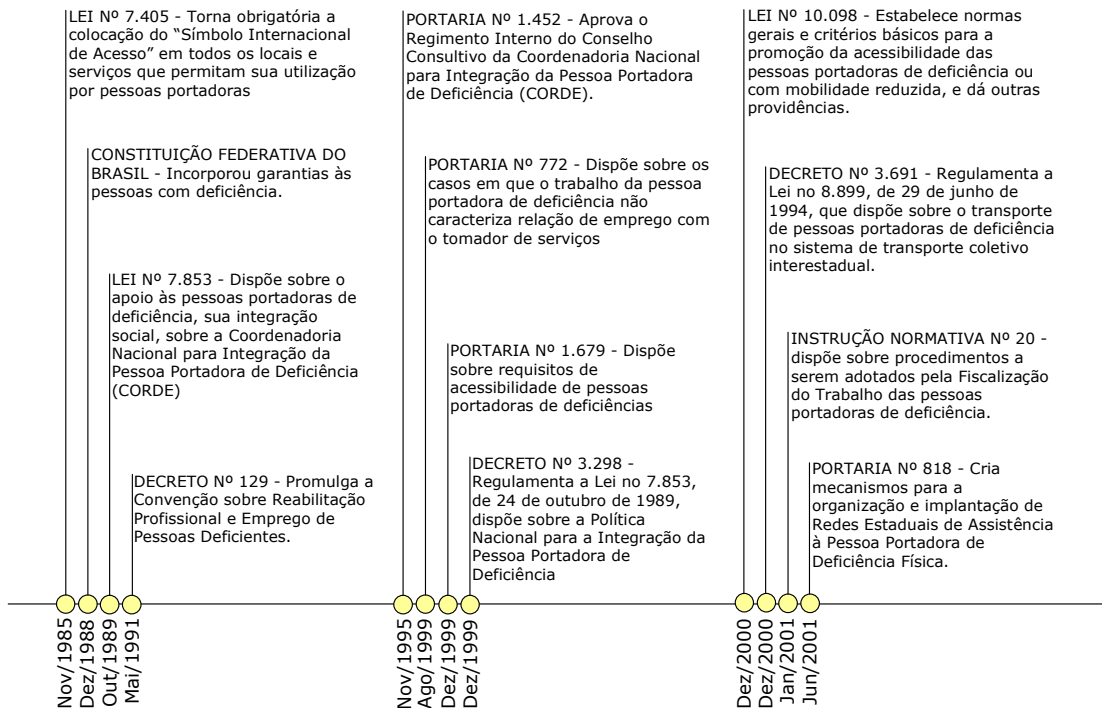 LEI Nº 7.405 - Torna obrigatória a
colocação do “Símbolo Internacional
de Acesso” em todos os locais e
serviços que permitam sua utilização
por pessoas portadoras
CONSTITUIÇÃO FEDERATIVA DO
BRASIL - Incorporou garantias às
pessoas com deficiência.
LEI Nº 7.853 - Dispõe sobre o
apoio às pessoas portadoras de
deficiência, sua integração
social, sobre a Coordenadoria
Nacional para Integração da
Pessoa Portadora de Deficiência
(CORDE)
DECRETO Nº 129 - Promulga a
Convenção sobre Reabilitação
Profissional e Emprego de
Pessoas Deficientes.
PORTARIA Nº 1.452 - Aprova o
Regimento Interno do Conselho
Consultivo da Coordenadoria Nacional
para Integração da Pessoa Portadora
de Deficiência (CORDE).
PORTARIA Nº 772 - Dispõe sobre os
casos em que o trabalho da pessoa
portadora de deficiência não
caracteriza relação de emprego com
o tomador de serviços
PORTARIA Nº 1.679 - Dispõe
sobre requisitos de
acessibilidade de pessoas
portadoras de deficiências
DECRETO Nº 3.298 -
Regulamenta a Lei no 7.853,
de 24 de outubro de 1989,
dispõe sobre a Política
Nacional para a Integração da
Pessoa Portadora de
Deficiência
LEI Nº 10.098 - Estabelece normas
gerais e critérios básicos para a
promoção da acessibilidade das
pessoas portadoras de deficiência ou
com mobilidade reduzida, e dá outras
providências.
DECRETO Nº 3.691 - Regulamenta a
Lei no 8.899, de 29 de junho de
1994, que dispõe sobre o transporte
de pessoas portadoras de deficiência
no sistema de transporte coletivo
interestadual.
INSTRUÇÃO NORMATIVA Nº 20 -
dispõe sobre procedimentos a
serem adotados pela Fiscalização
do Trabalho das pessoas
portadoras de deficiência.
PORTARIA Nº 818 - Cria
mecanismos para a
organização e implantação de
Redes Estaduais de Assistência
à Pessoa Portadora de
Deficiência Física.
Nov/1985
Dez/1988
Out/1989
Mai/1991
Nov/1995
Ago/1999
Dez/1999
Dez/1999
Dez/2000
Dez/2000
Jan/2001
Jun/2001